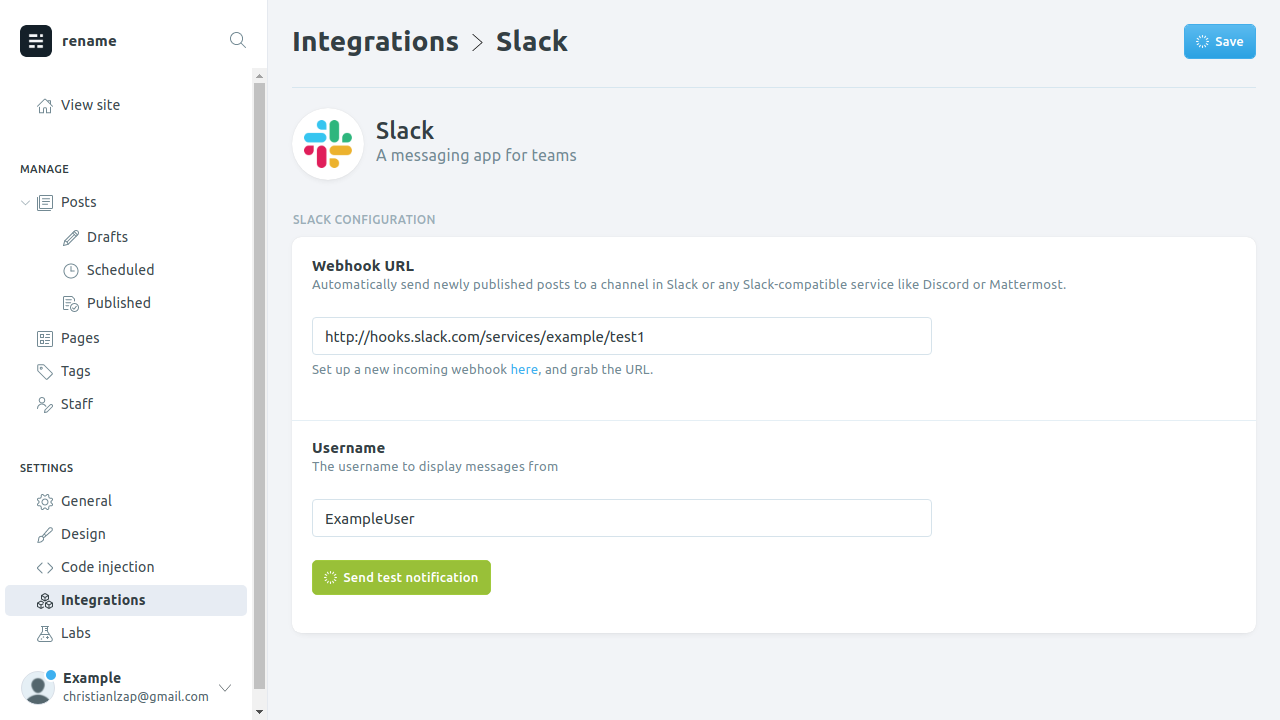 rename
View site
MANAGE
Posts
Drafts
Scheduled
Published
Pages
Tags
Staff
SETTINGS
General
Design
Code injection
Integrations
Labs
Example
christianlzap@gmail.com
Integrations > Slack
Save
Slack
A messaging app for teams
SLACK CONFIGURATION
Webhook URL
Automatically send newly published posts to a channel in Slack or any Slack-compatible service like Discord or Mattermost.
http://hooks.slack.com/services/example/test1
Set up a new incoming webhook here, and grab the URL.
Username
The username to display messages from
ExampleUser
Send test notification